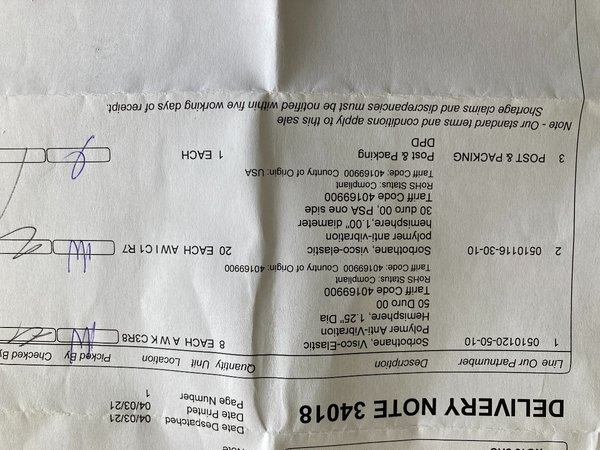 DELIVERY NOTE 34018
Date Despatched 04/03/21
Date Printed 04/03/21
Page Number 1
Line Our Partnumber Description Quantity Unit Location Picked By Checked By
1 0510120-50-10 Sorbothane, Visco-Elastic 8 EACH A W K C3R8
Polymer Anti-Vibration
Hemisphere, 1.25" Dia
50 Duro 00
Tariff Code 40169900
RoHS Status: Compliant
Tariff Code: 40169900 Country of Origin: USA
2 0510116-30-10 Sorbothane, visco-elastic 20 EACH AW I C1 R7
polymer anti-vibration
hemisphere,1.00" diameter
30 duro 00, PSA one side
Tariff Code 40169900
RoHS Status: Compliant
Tariff Code: 40169900 Country of Origin: USA
3 POST & PACKING Post & Packing 1 EACH
DPD
Note - Our standard terms and conditions apply to this sale
Shortage claims and discrepancies must be notified within five working days of receipt.